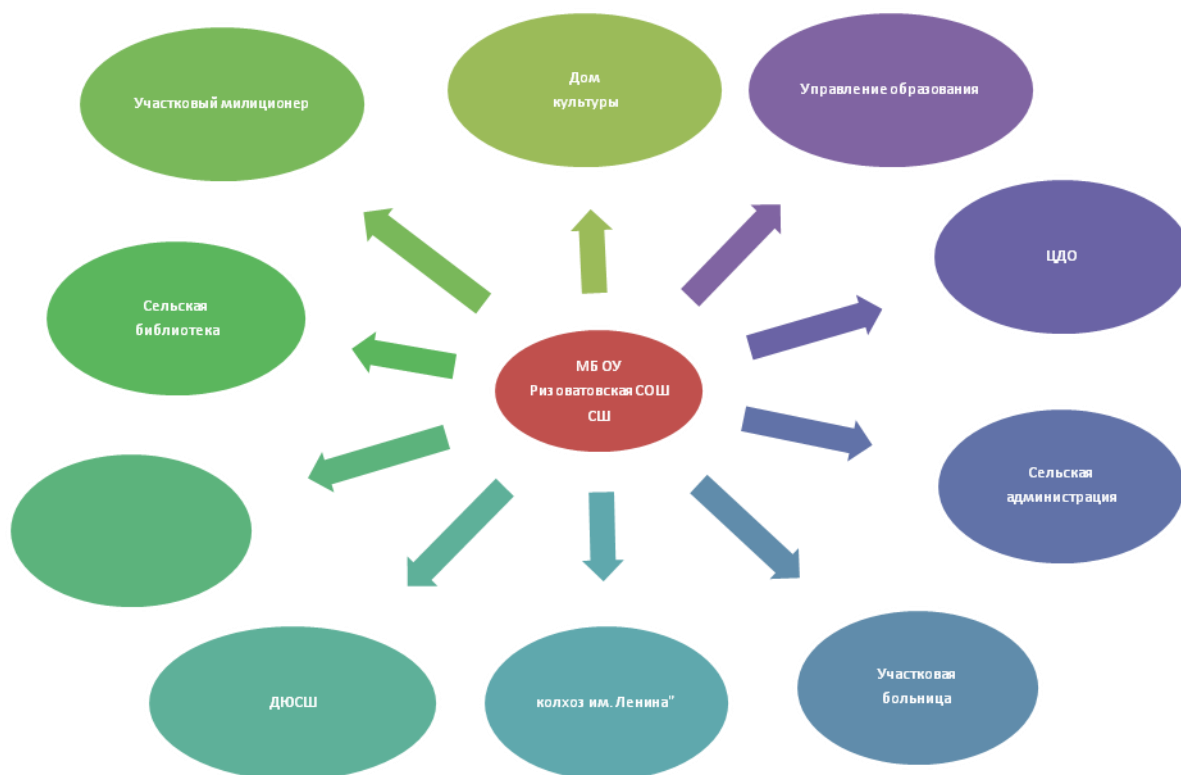 Участковый милиционер
Дом
культуры
Управление образования
ЦДО
Сельская
библиотека
МБ ОУ
Ризоватовская СОШ
СШ
Сельская
администрация
Участковая
больница
ДЮСШ
колхоз им. Ленина"